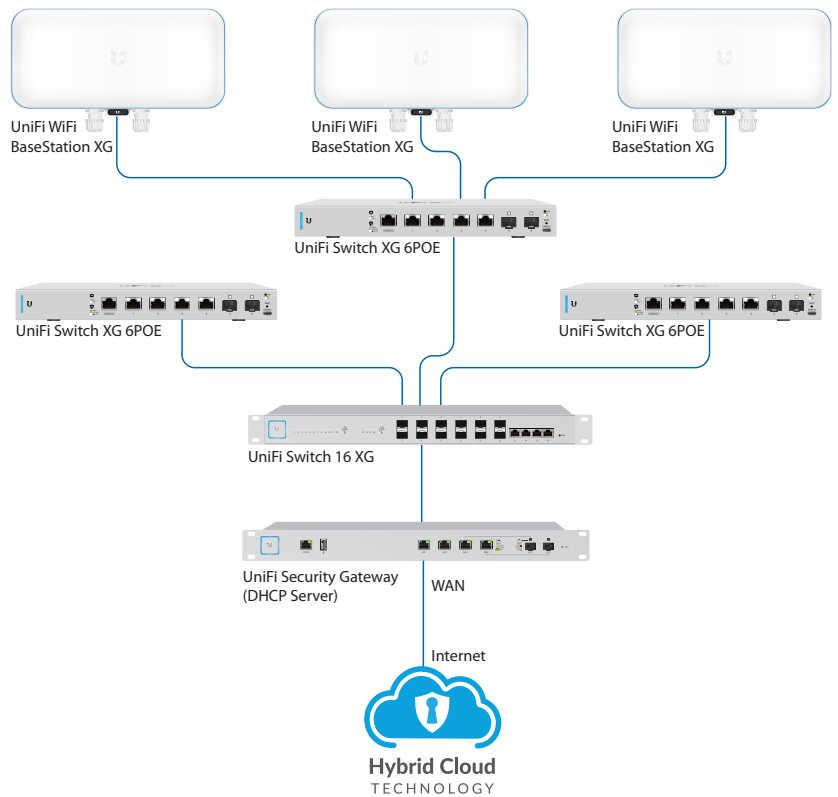 UniFi WiFi
BaseStation XG
UniFi WiFi
BaseStation XG
UniFi WiFi
BaseStation XG
UniFi Switch XG 6POE
UniFi Switch XG 6POE
UniFi Switch XG 6POE
UniFi Switch 16 XG
UniFi Security Gateway
(DHCP Server)
WAN
Internet
Hybrid Cloud
TECHNOLOGY